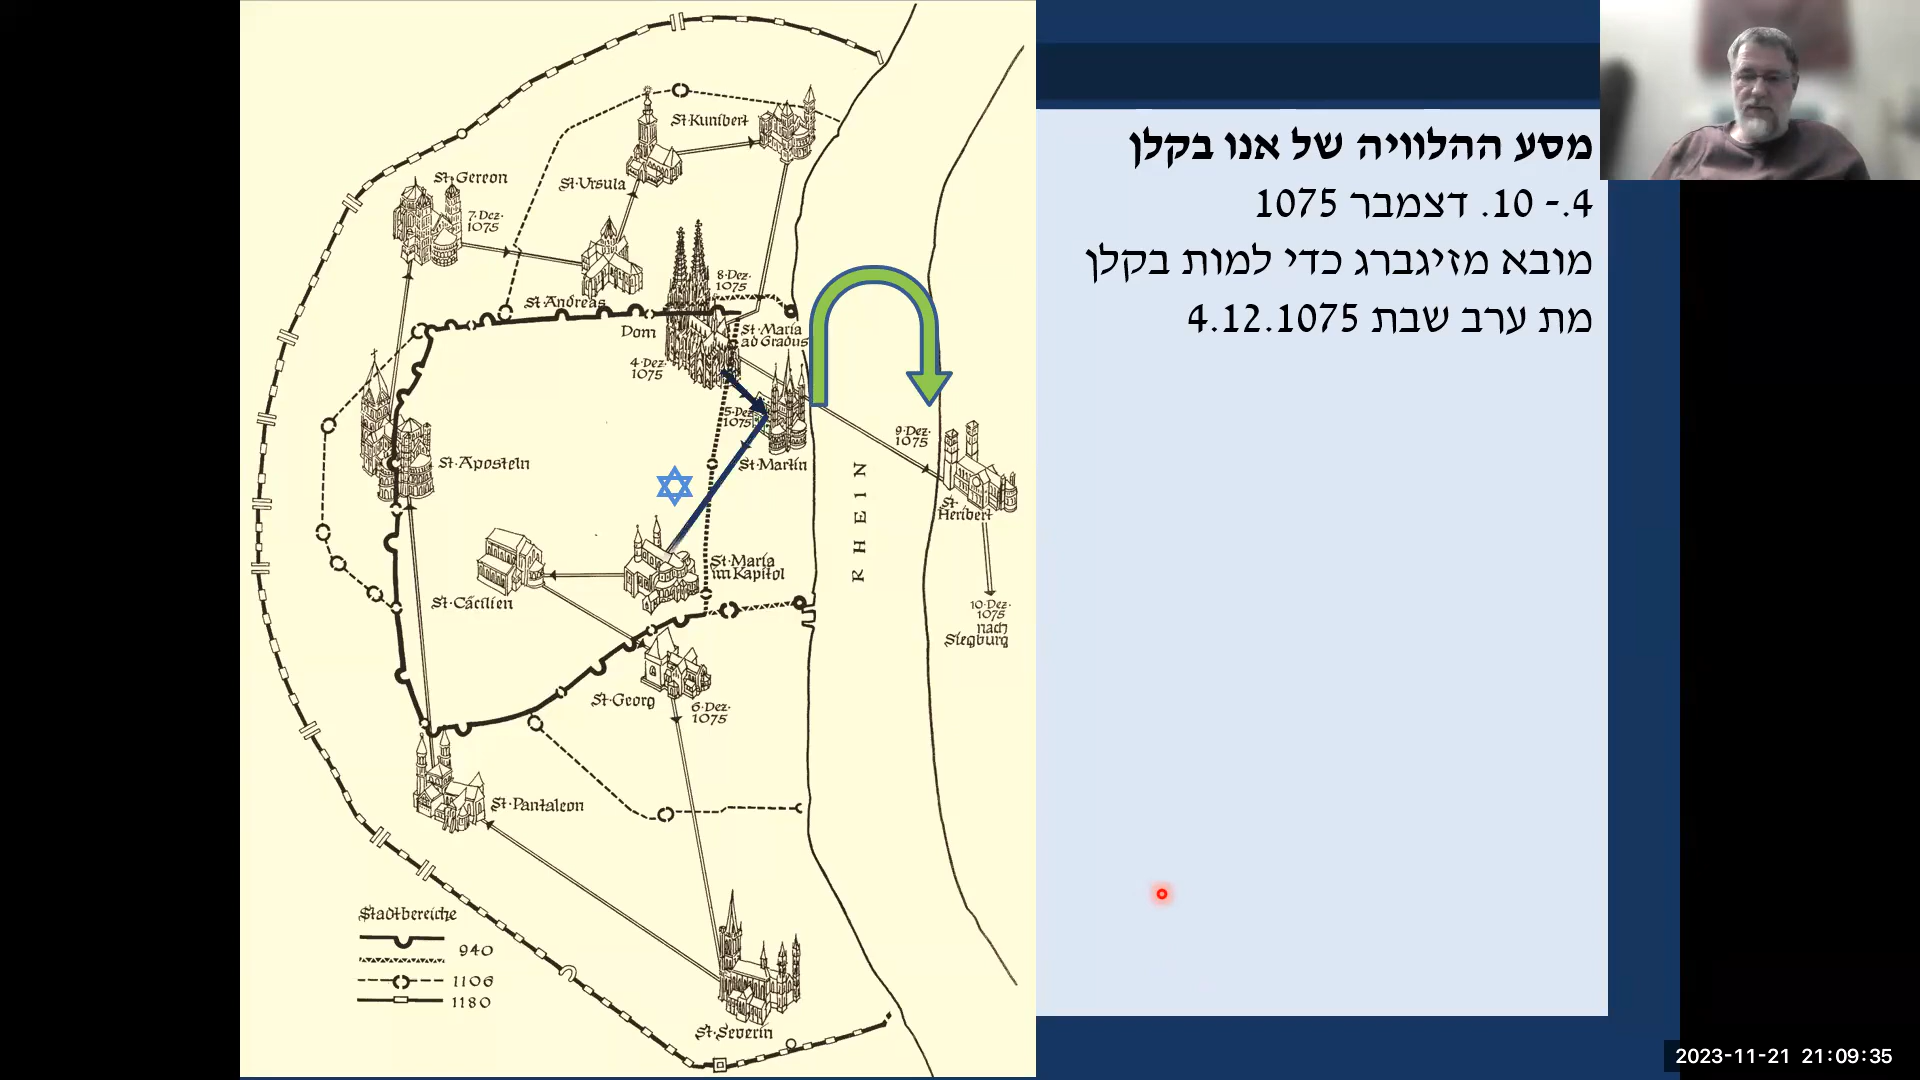 מסע ההלוויה של אנו בקלן
4.- 10. דצמבר 1075
מובא מזיגברג כדי למות בקלן
מת ערב שבת 4.12.1075
St·Kunibert
St·Ursula
St·Gereon
7·Dez·
1075
St·Andreas
8·Dez·
1075
Dom
St·Maria
ad Gradus
4·Dez·
1075
5·Dez·
1075
St·Martin
St·Aposteln
9·Dez·
1075
St·
Heribert
RHEIN
St·Maria
im Kapitol
St·Cäcilien
10·Dez·
1075
nach
Siegburg
St·Georg
6·Dez·
1075
St·Pantaleon
St·Severin
Stadtbereiche
940
1106
1180
2023-11-21 21:09:35